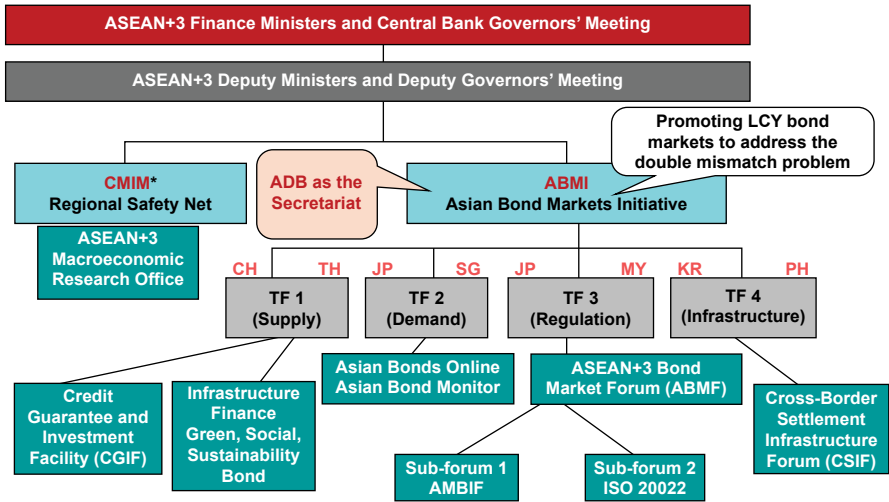 ASEAN+3 Finance Ministers and Central Bank Governors' Meeting
ASEAN+3 Deputy Ministers and Deputy Governors' Meeting
Promoting LCY bond
markets to address the
double mismatch problem
CMIM*
Regional Safety Net
ADB as the
Secretariat
ABMI
Asian Bond Markets Initiative
ASEAN+3
Macroeconomic
Research Office
CH TH JP SG JP MY KR PH
TF 1
(Supply)
TF 2
(Demand)
TF 3
(Regulation)
TF 4
(Infrastructure)
Credit
Guarantee and
Investment
Facility (CGIF)
Infrastructure
Finance
Green, Social,
Sustainability
Bond
Asian Bonds Online
Asian Bond Monitor
ASEAN+3 Bond
Market Forum (ABMF)
Cross-Border
Settlement
Infrastructure
Forum (CSIF)
Sub-forum 1
AMBIF
Sub-forum 2
ISO 20022